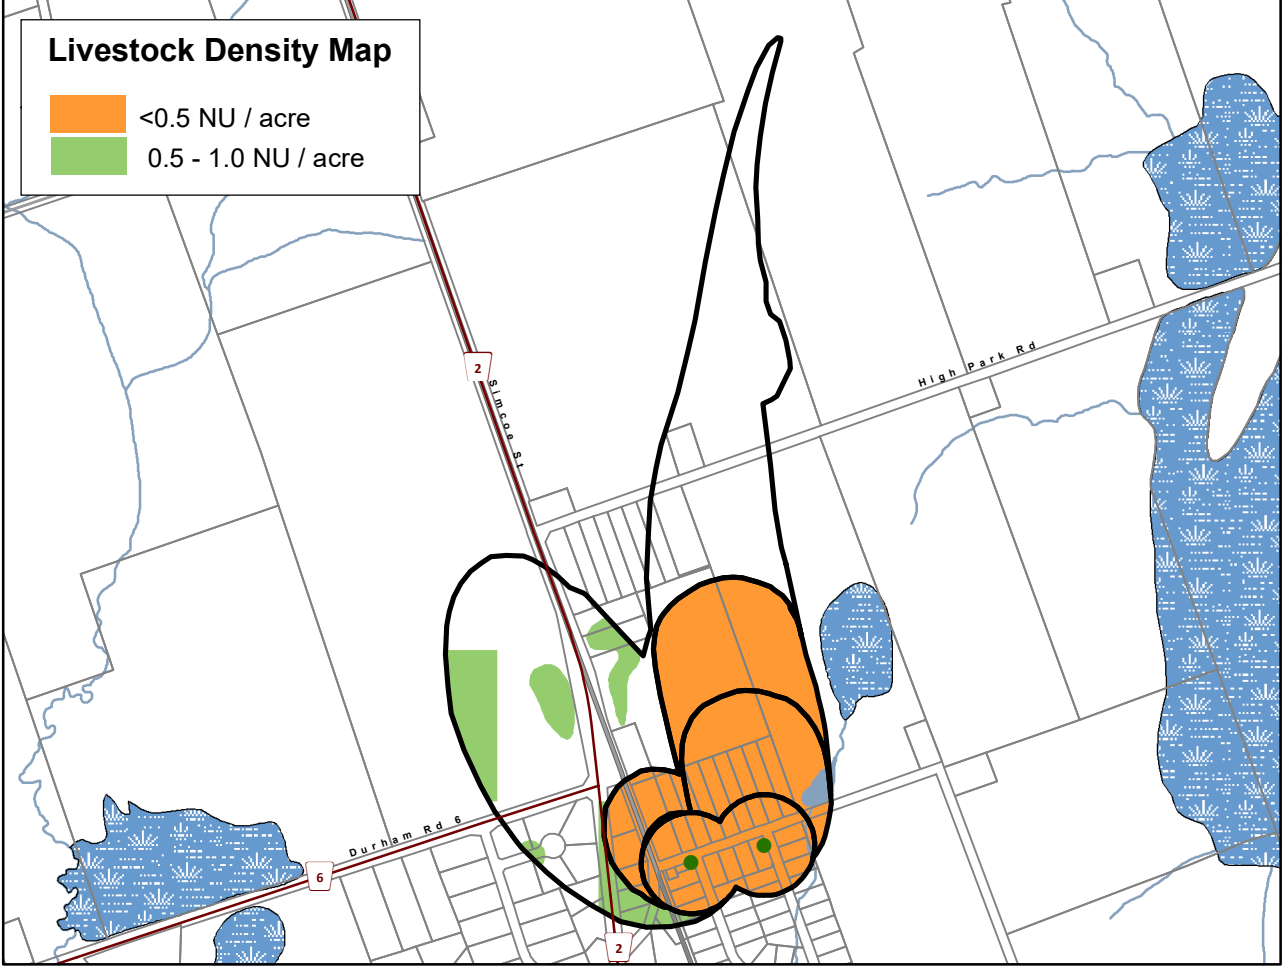 Livestock Density Map
<0.5 NU / acre
0.5 - 1.0 NU / acre
2
Simcoe St
High Park Rd
Durham Rd 6
6
2